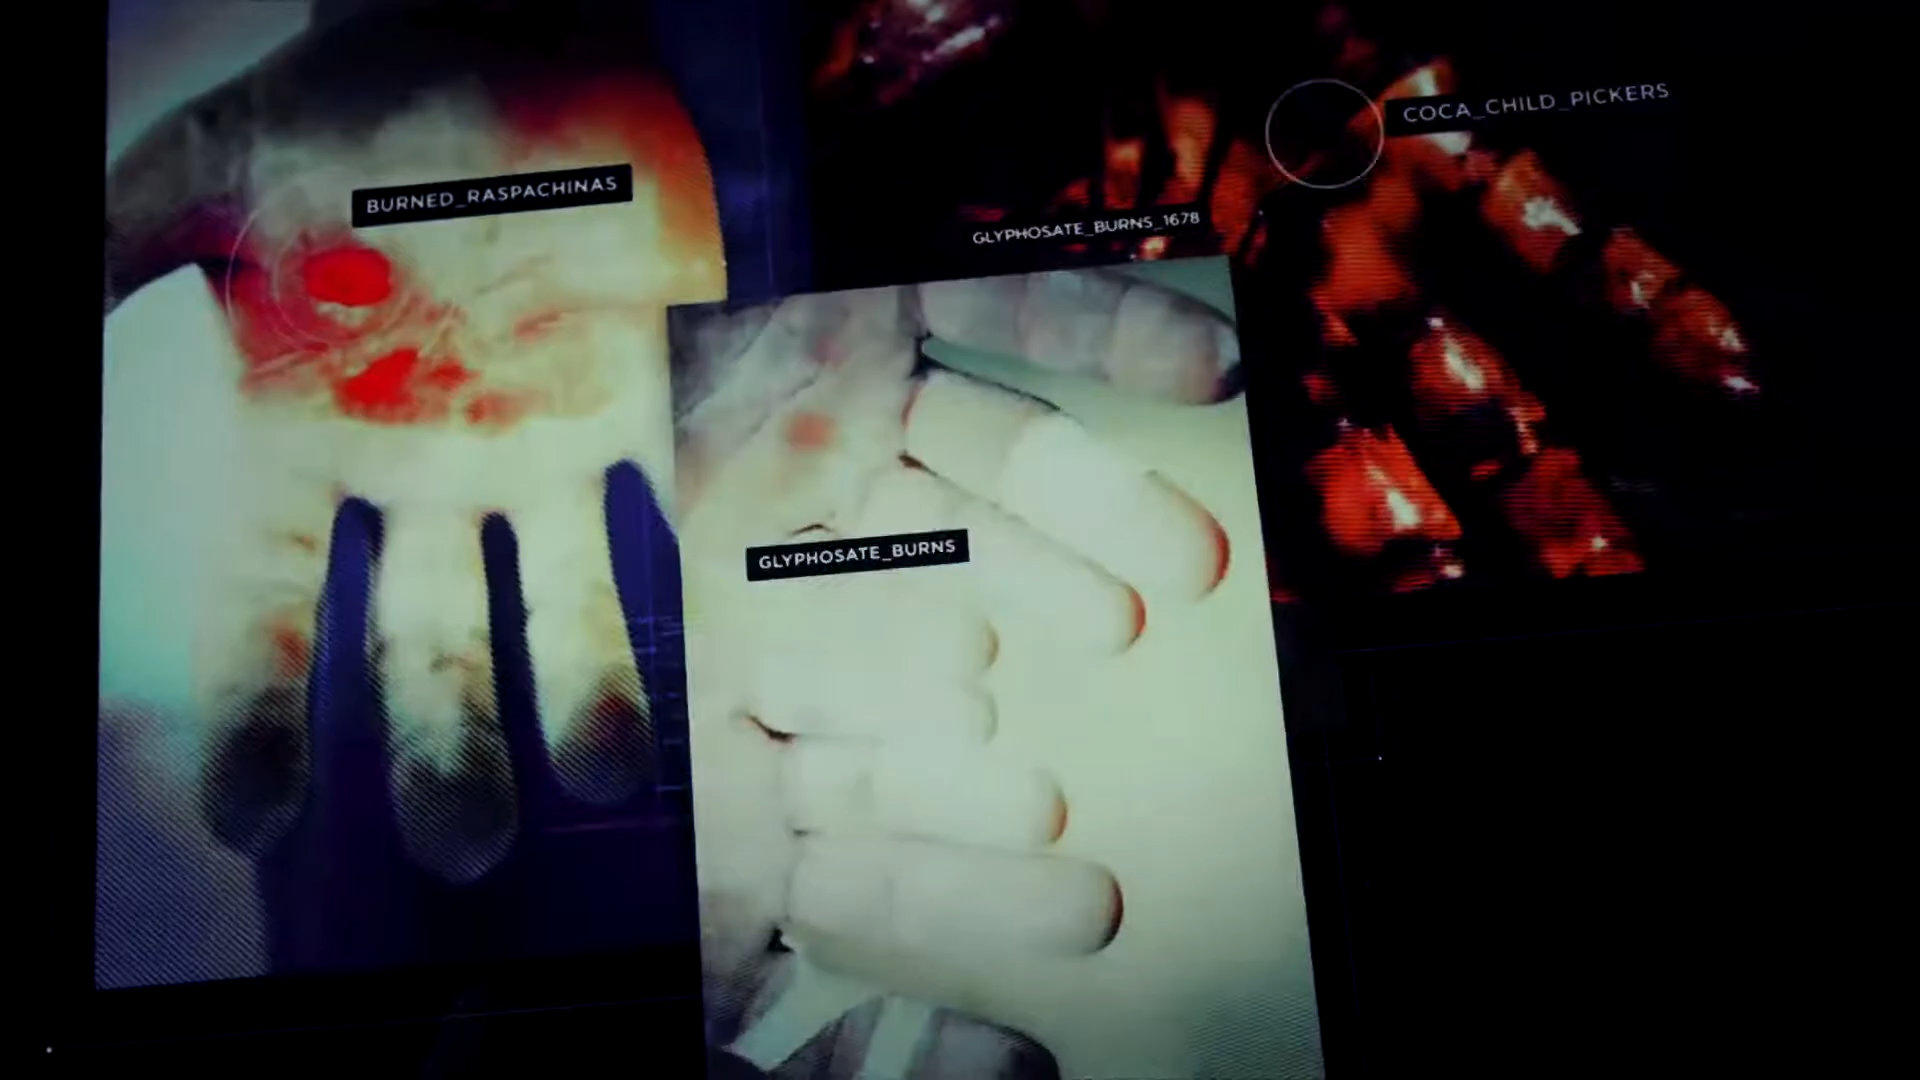 BURNED_RASPACHINAS
COCA_CHILD_PICKERS
GLYPHOSATE_BURNS_1678
GLYPHOSATE_BURNS